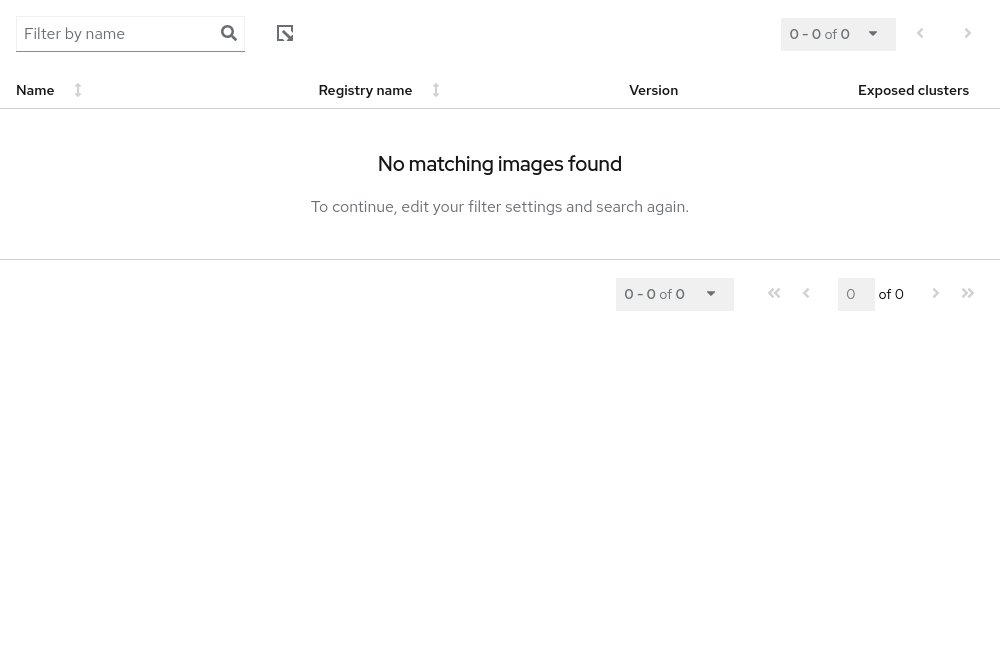 Filter by name
0 - 0 of 0
Name Registry name Version Exposed clusters
No matching images found
To continue, edit your filter settings and search again.
0 - 0 of 0 0 of 0